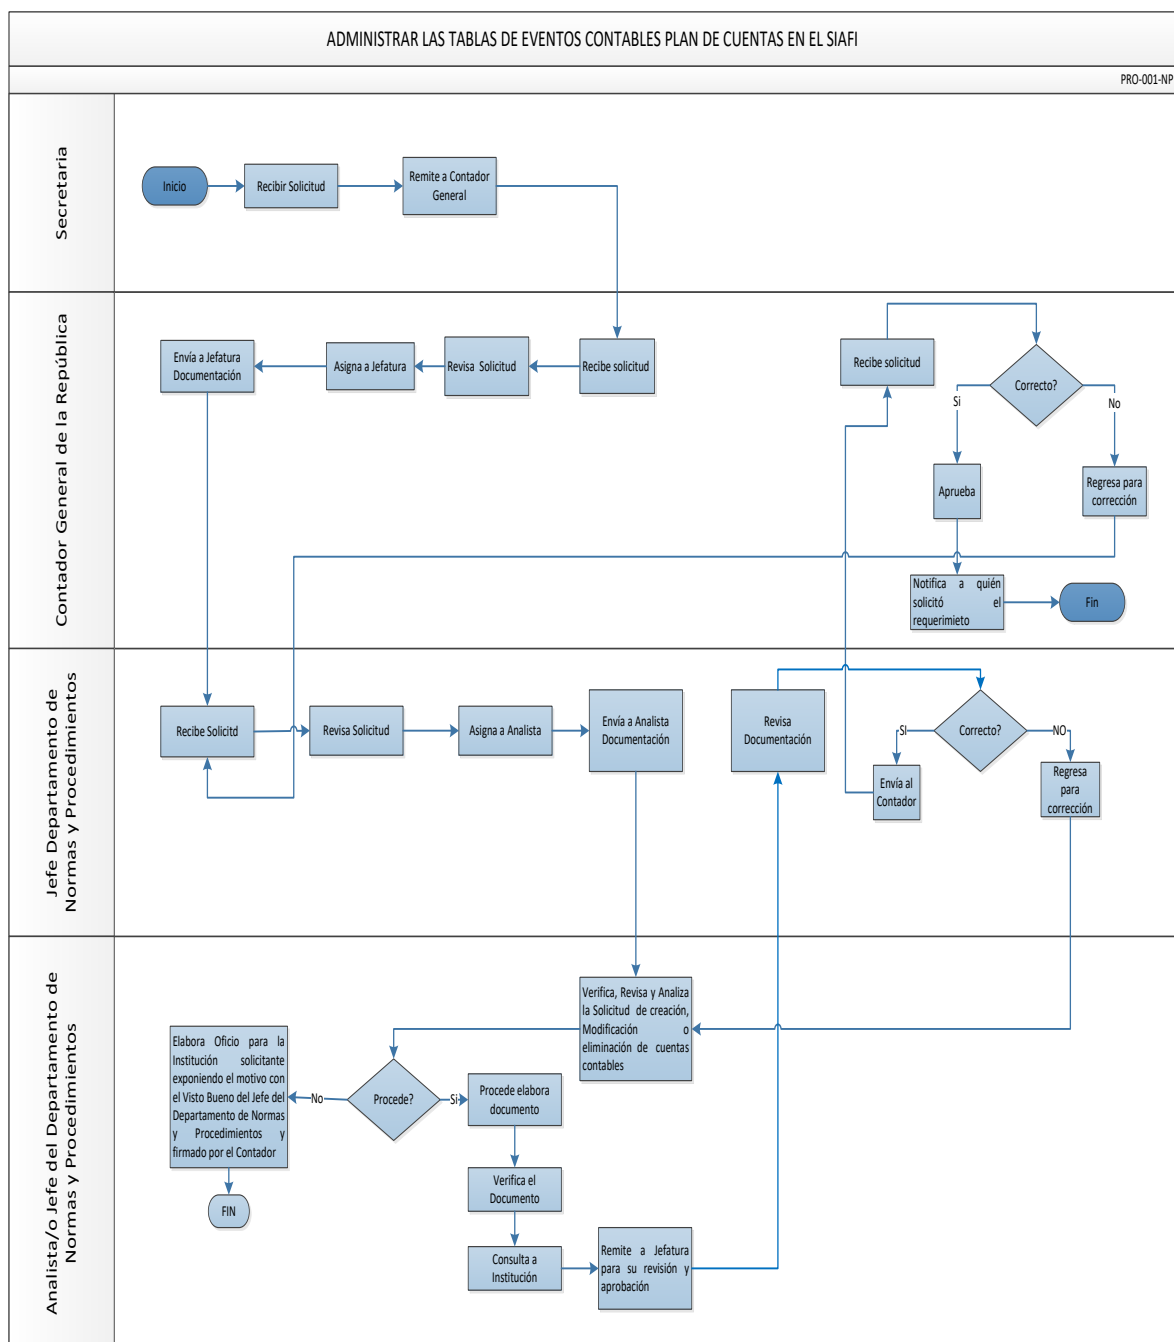 ADMINISTRAR LAS TABLAS DE EVENTOS CONTABLES PLAN DE CUENTAS EN EL SIAFI
PRO-001-NP
Secretaria
Inicio
Recibir Solicitud
Remite a Contador
General
Contador General de la República
Envía a Jefatura
Documentación
Asigna a Jefatura
Revisa Solicitud
Recibe solicitud
Recibe solicitud
Correcto?
Si
No
Aprueba
Regresa para
corrección
Notifica a quién
solicitó el
requerimieto
Fin
Jefe Departamento de
Normas y Procedimientos
Recibe Solicitd
Revisa Solicitud
Asigna a Analista
Envía a Analista
Documentación
Revisa
Documentación
Correcto?
SI
NO
Envía al
Contador
Regresa
para
corrección
Analista/o Jefe del Departamento de
Normas y Procedimientos
Verifica, Revisa y Analiza
la Solicitud de creación,
Modificación o
eliminación de cuentas
contables
Elabora Oficio para la
Institución solicitante
exponiendo el motivo con
el Visto Bueno del Jefe del
Departamento de Normas
y Procedimientos y
firmado por el Contador
No
Procede?
Si
Procede elabora
documento
Verifica el
Documento
FIN
Consulta a
Institución
Remite a Jefatura
para su revisión y
aprobación